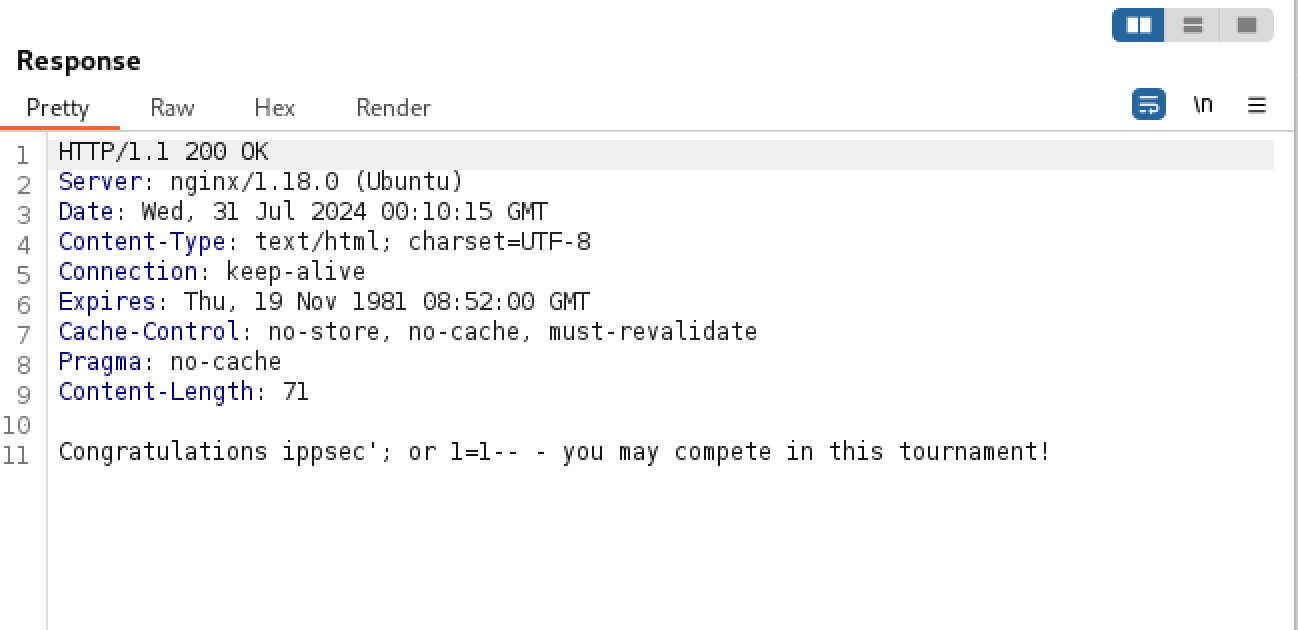 Response
Pretty Raw Hex Render \n
1 HTTP/1.1 200 OK
2 Server: nginx/1.18.0 (Ubuntu)
3 Date: Wed, 31 Jul 2024 00:10:15 GMT
4 Content-Type: text/html; charset=UTF-8
5 Connection: keep-alive
6 Expires: Thu, 19 Nov 1981 08:52:00 GMT
7 Cache-Control: no-store, no-cache, must-revalidate
8 Pragma: no-cache
9 Content-Length: 71
10
11 Congratulations ippsec'; or 1=1-- - you may compete in this tournament!